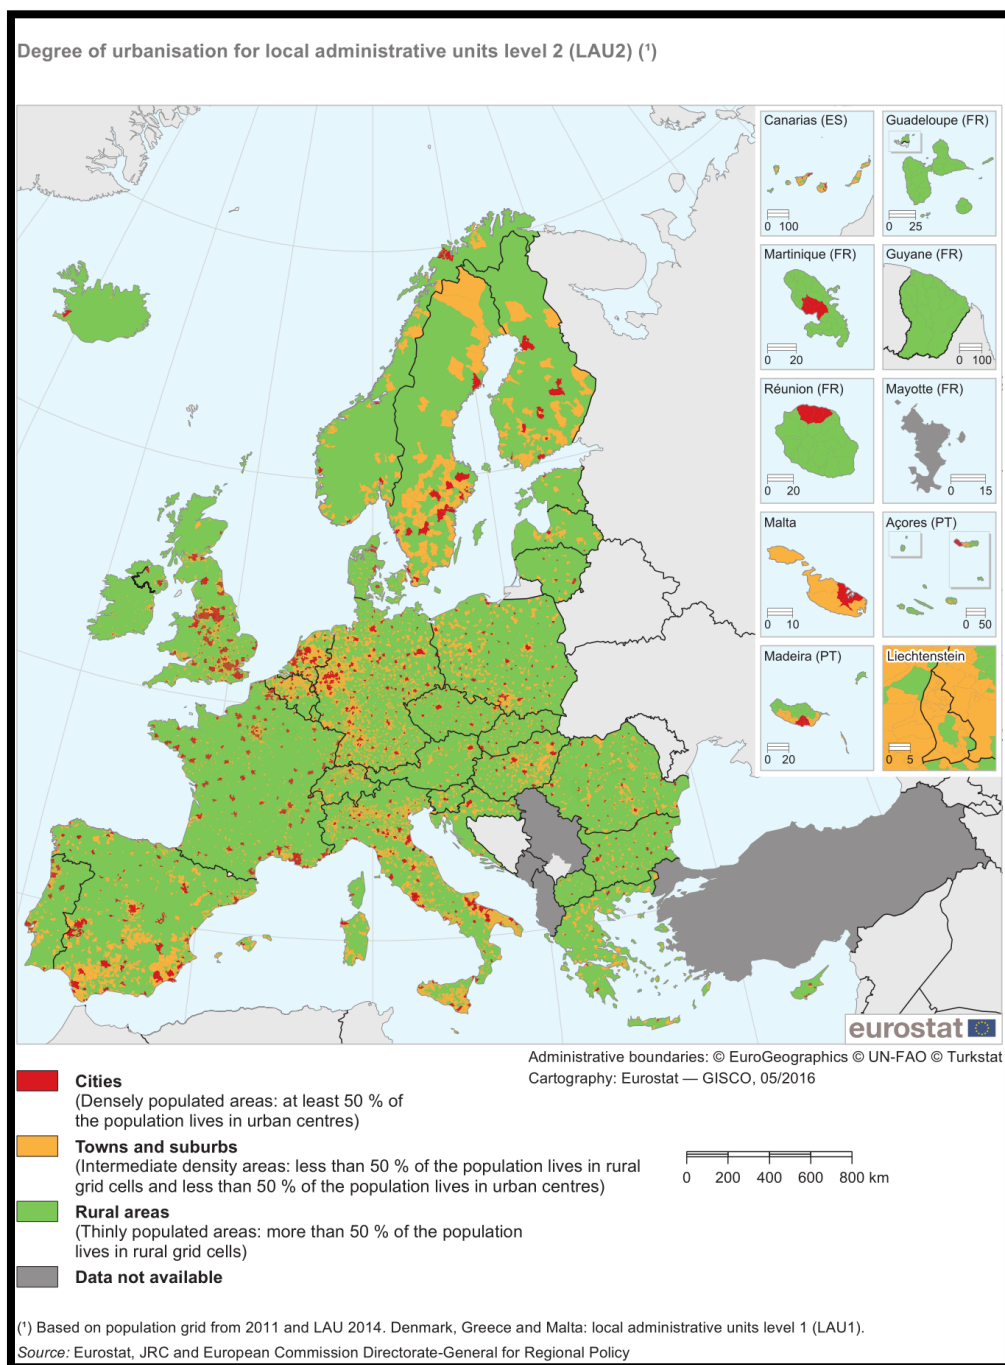 Degree of urbanisation for local administrative units level 2 (LAU2) (¹)
Canarias (ES)
0 100
Guadeloupe (FR)
0 25
Martinique (FR)
0 20
Guyane (FR)
0 100
Réunion (FR)
0 20
Mayotte (FR)
0 15
Malta
0 10
Açores (PT)
0 50
Madeira (PT)
0 20
Liechtenstein
0 5
eurostat
Administrative boundaries: © EuroGeographics © UN-FAO © Turkstat
Cartography: Eurostat — GISCO, 05/2016
Cities
(Densely populated areas: at least 50 % of
the population lives in urban centres)
Towns and suburbs
(Intermediate density areas: less than 50 % of the population lives in rural
grid cells and less than 50 % of the population lives in urban centres)
0 200 400 600 800 km
Rural areas
(Thinly populated areas: more than 50 % of the population
lives in rural grid cells)
Data not available
(¹) Based on population grid from 2011 and LAU 2014. Denmark, Greece and Malta: local administrative units level 1 (LAU1).
Source: Eurostat, JRC and European Commission Directorate-General for Regional Policy